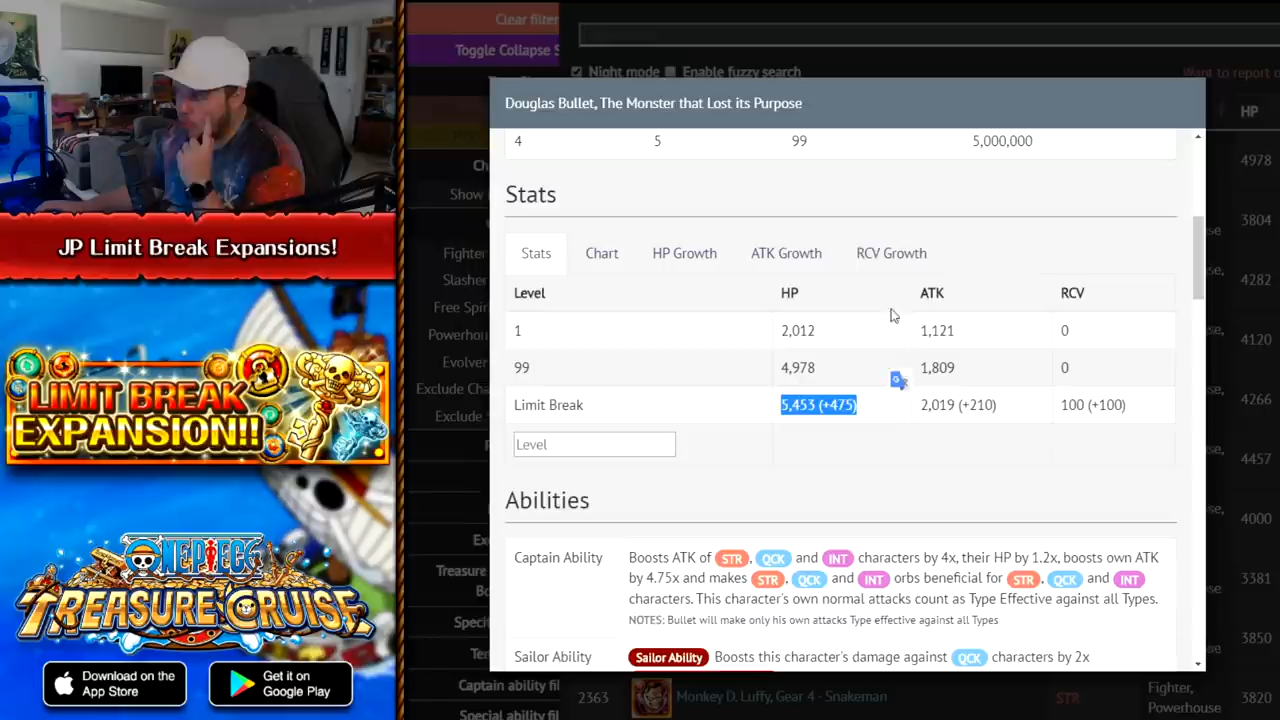 Clear filter
Toggle Collapse S
Night mode
Enable fuzzy search
Want to report
HP
Douglas Bullet, The Monster that Lost its Purpose
4 5 99 5,000,000
Stats
Stats Chart HP Growth ATK Growth RCV Growth
Level HP ATK RCV
1 2,012 1,121 0
99 4,978 1,809 0
Limit Break 5,453 (+475) 2,019 (+210) 100 (+100)
Level
Abilities
Captain Ability Boosts ATK of STR, QCK and INT characters by 4x, their HP by 1.2x, boosts own ATK
by 4.75x and makes STR, QCK and INT orbs beneficial for STR, QCK and INT
characters. This character's own normal attacks count as Type Effective against all Types.
NOTES: Bullet will make only his own attacks Type effective against all Types
Sailor Ability Sailor Ability Boosts this character's damage against QCK characters by 2x
2363 Monkey D. Luffy, Gear 4 - Snakeman STR Fighter,
Powerhouse 3820
Ch
Show
Fighter
Slasher
Free Spir
Powerhou
Evolver
Exclude Cha
Exclude
Treasure
Specif
Captain ability fil
Special ability fil
4978
3804
4282
4120
4266
4457
4000
3381
3850
JP Limit Break Expansions!
LIMIT BREAK
EXPANSION!!
ONE PIECE
TREASURE CRUISE
Download on the
App Store
Get it on
Google Play